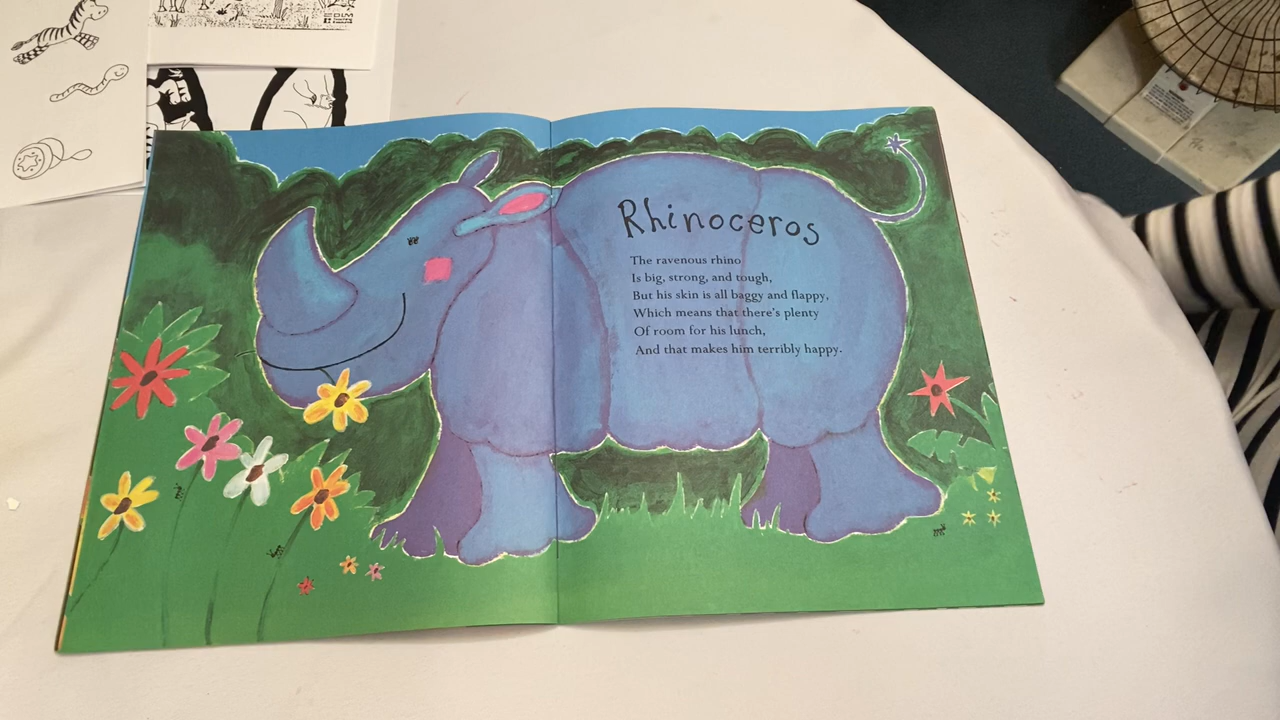 Rhinoceros
The ravenous rhino
Is big, strong, and tough,
But his skin is all baggy and flappy,
Which means that there's plenty
Of room for his lunch,
And that makes him terribly happy.